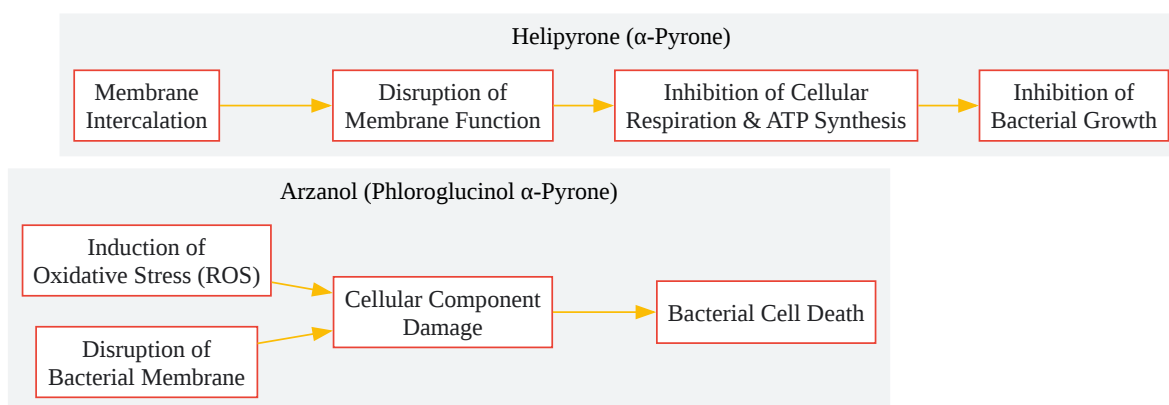 Helipyrone (α-Pyrone)
Membrane
Intercalation
Disruption of
Membrane Function
Inhibition of Cellular
Respiration & ATP Synthesis
Inhibition of
Bacterial Growth
Arzanol (Phloroglucinol α-Pyrone)
Induction of
Oxidative Stress (ROS)
Disruption of
Bacterial Membrane
Cellular Component
Damage
Bacterial Cell Death